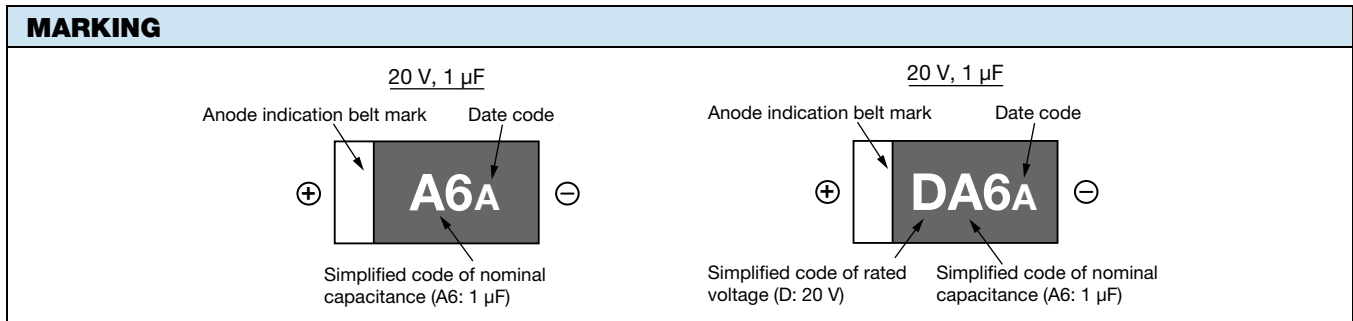 MARKING
20 V, 1 µF
Anode indication belt mark
Date code
⊕
A6A
⊖
Simplified code of nominal
capacitance (A6: 1 µF)
20 V, 1 µF
Anode indication belt mark
Date code
⊕
DA6A
⊖
Simplified code of rated
voltage (D: 20 V)
Simplified code of nominal
capacitance (A6: 1 µF)